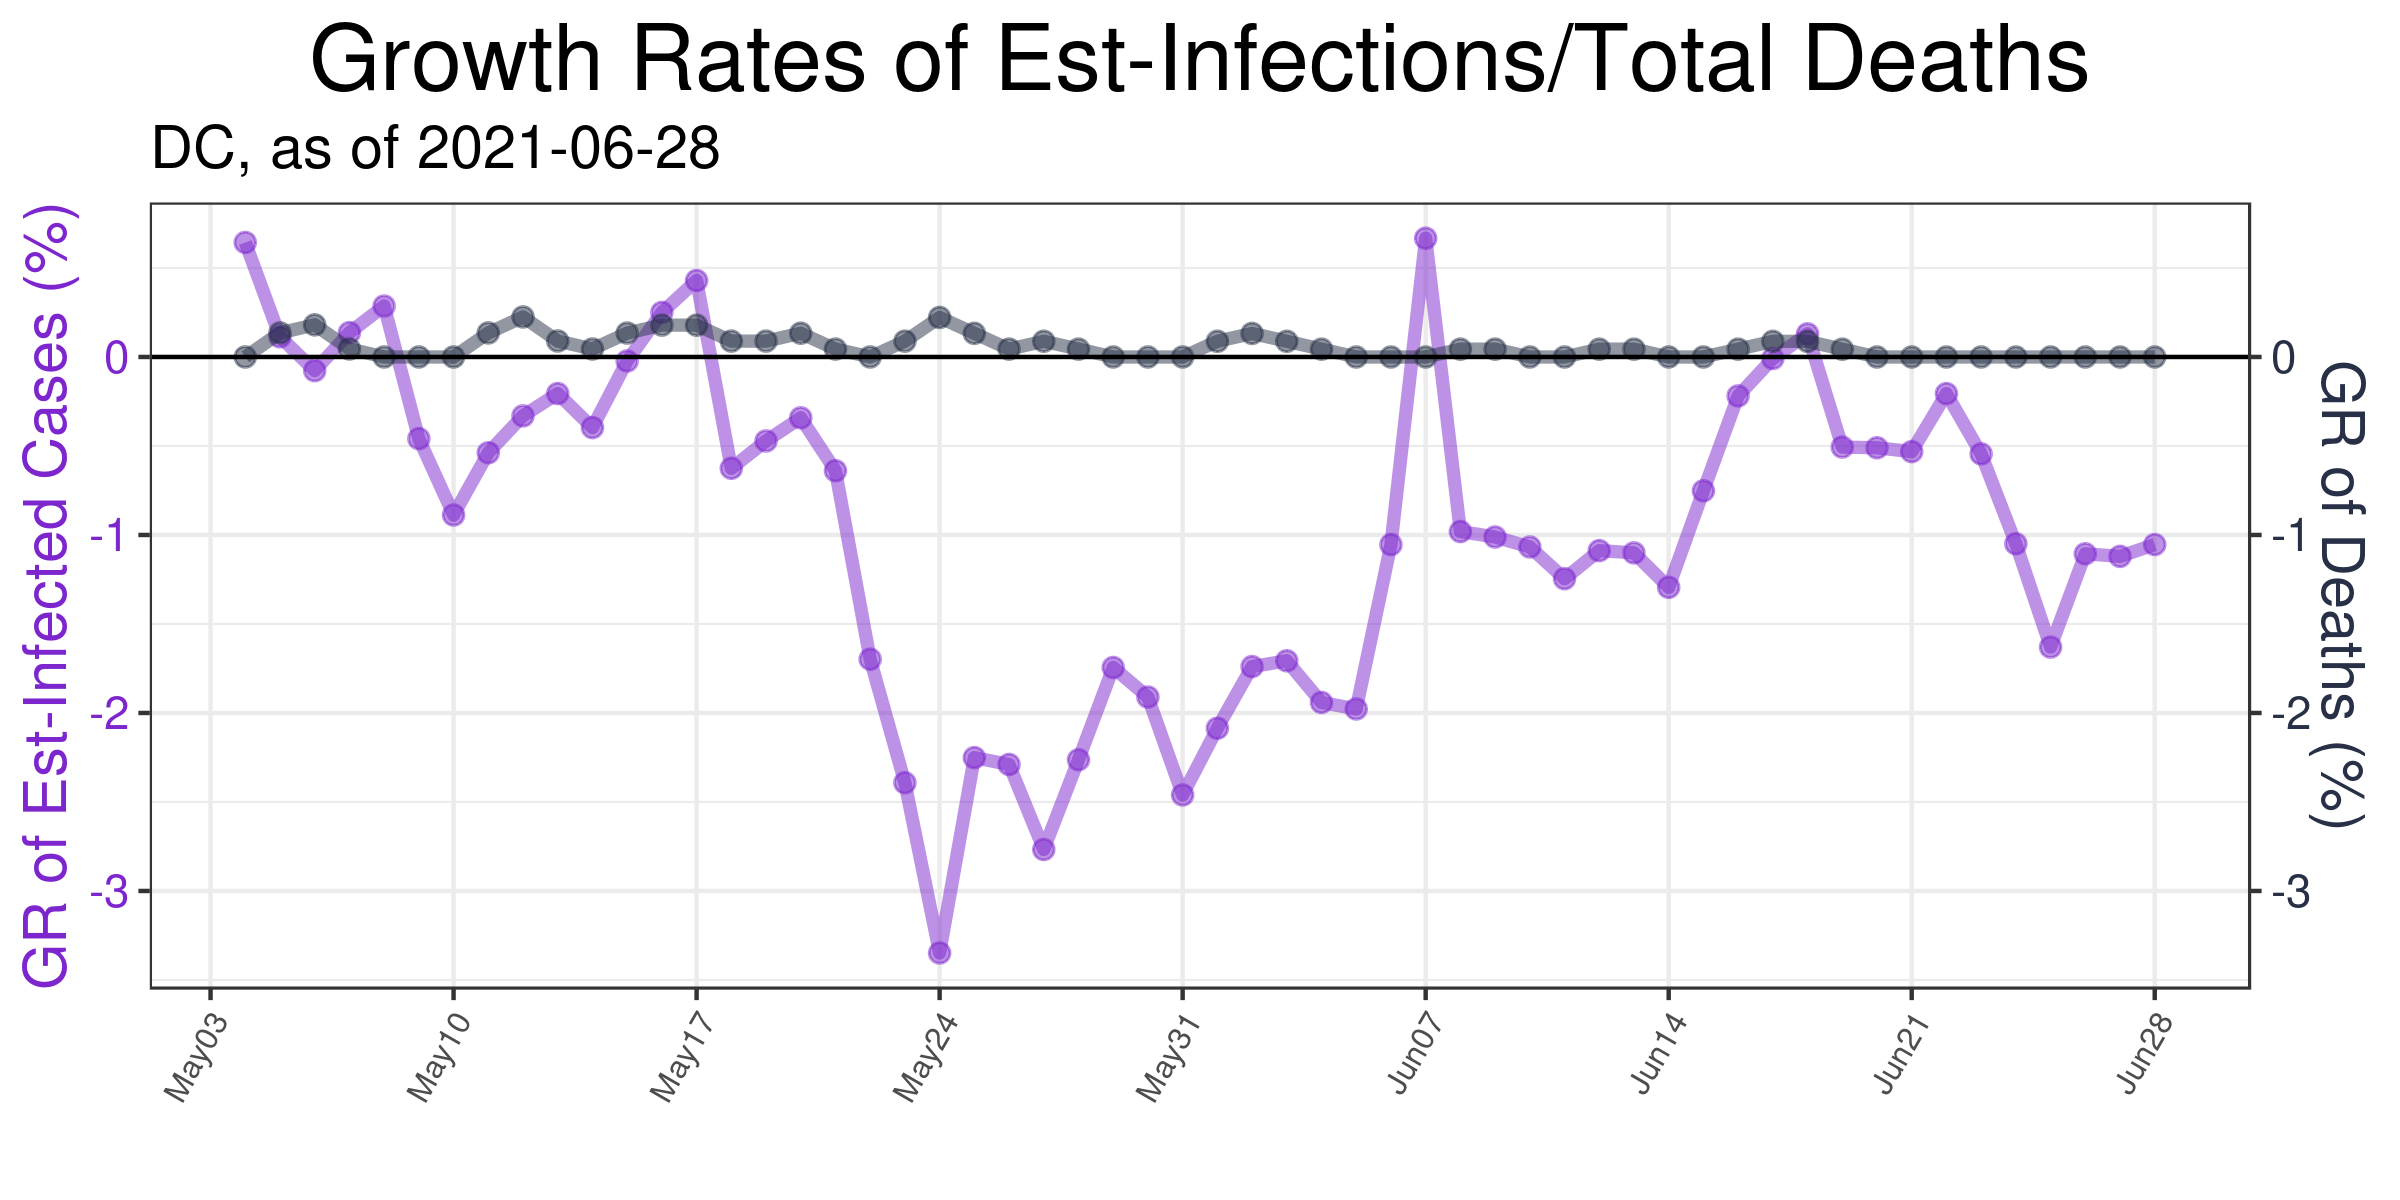 Growth Rates of Est-Infections/Total Deaths
DC, as of 2021-06-28
GR of Est-Infected Cases (%)
0
-1
-2
-3
0
-1
-2
-3
GR of Deaths (%)
May03
May10
May17
May24
May31
Jun07
Jun14
Jun21
Jun28